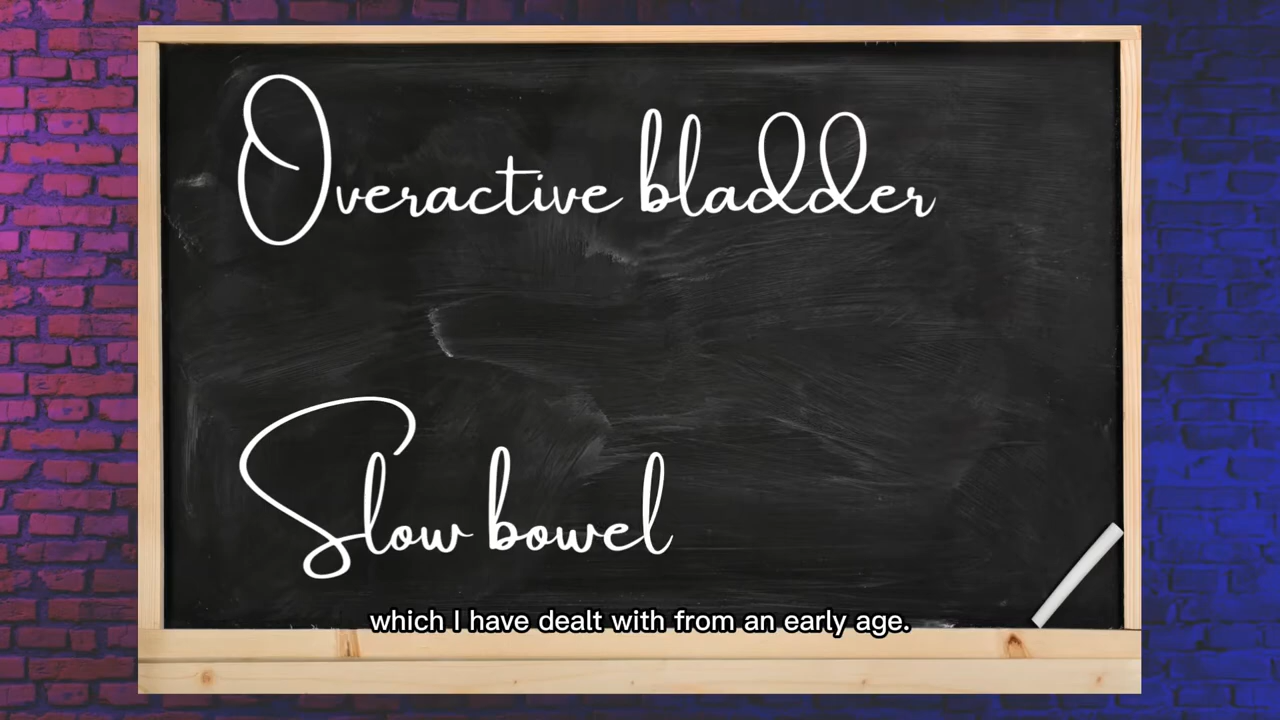 Overactive bladder
Slow bowel
which I have dealt with from an early age.